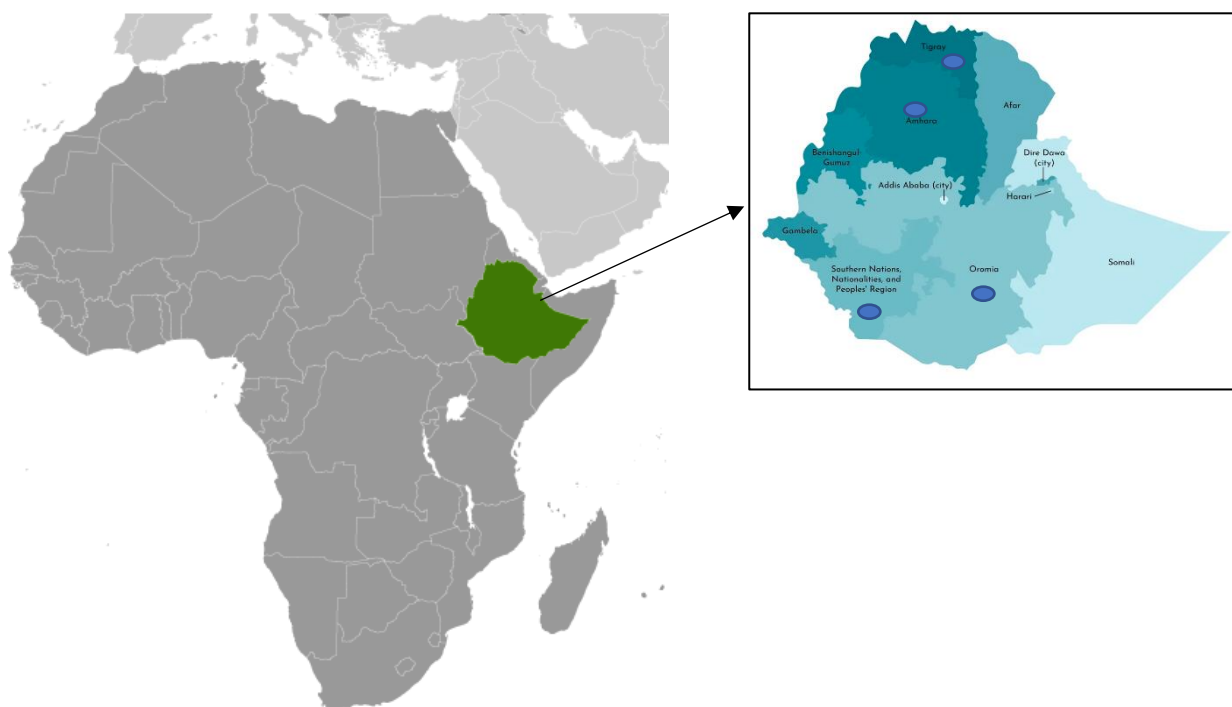 Tigray
Afar
Amhara
Benishangul-
Gumuz
Dire Dawa
(city)
Addis Ababa (city)
Harari
Gambela
Somali
Southern Nations,
Nationalities, and
Peoples' Region
Oromia